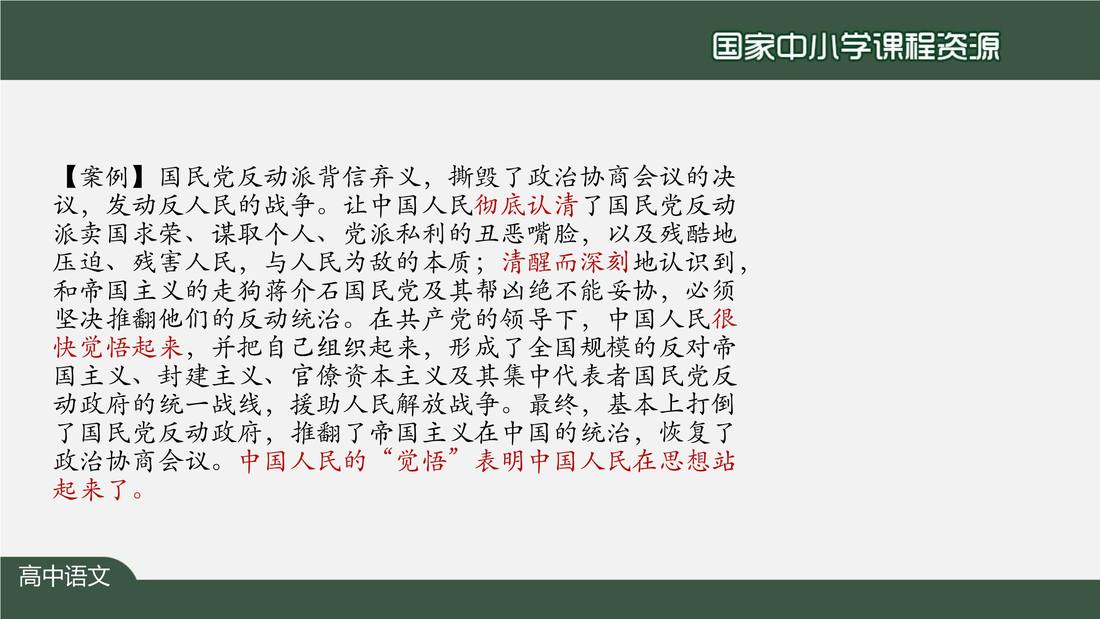 国家中小学课程资源
【案例】国民党反动派背信弃义，撕毁了政治协商会议的决
议，发动反人民的战争。让中国人民彻底认清了国民党反动
派卖国求荣、谋取个人、党派私利的丑恶嘴脸，以及残酷地
压迫、残害人民，与人民为敌的本质；清醒而深刻地认识到，
和帝国主义的走狗蒋介石国民党及其帮凶绝不能妥协，必须
坚决推翻他们的反动统治。在共产党的领导下，中国人民很
快觉悟起来，并把自己组织起来，形成了全国规模的反对帝
国主义、封建主义、官僚资本主义及其集中代表者国民党反
动政府的统一战线，援助人民解放战争。最终，基本上打倒
了国民党反动政府，推翻了帝国主义在中国的统治，恢复了
政治协商会议。中国人民的“觉悟”表明中国人民在思想站
起来了。
高中语文